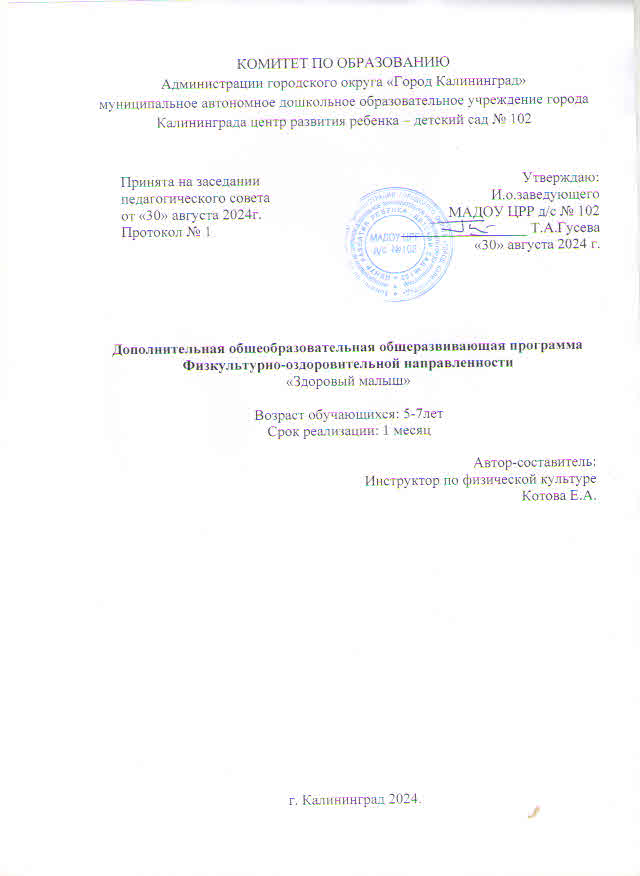 КОМИТЕТ ПО ОБРАЗОВАНИЮ
Администрации городского округа «Город Калининград»
муниципальное автономное дошкольное образовательное учреждение города
Калининграда центр развития ребенка – детский сад № 102
Принята на заседании
педагогического совета
от «30» августа 2024г.
Протокол № 1
Утверждаю:
И.о.заведующего
МАДОУ ЦРР д/с № 102
Т.А.Гусева
«30» августа 2024 г.
МАДОУ ЦРР
д/с №102
Дополнительная общеобразовательная общеразвивающая программа
Физкультурно-оздоровительной направленности
«Здоровый малыш»
Возраст обучающихся: 5-7лет
Срок реализации: 1 месяц
Автор-составитель:
Инструктор по физической культуре
Котова Е.А.
г. Калининград 2024.